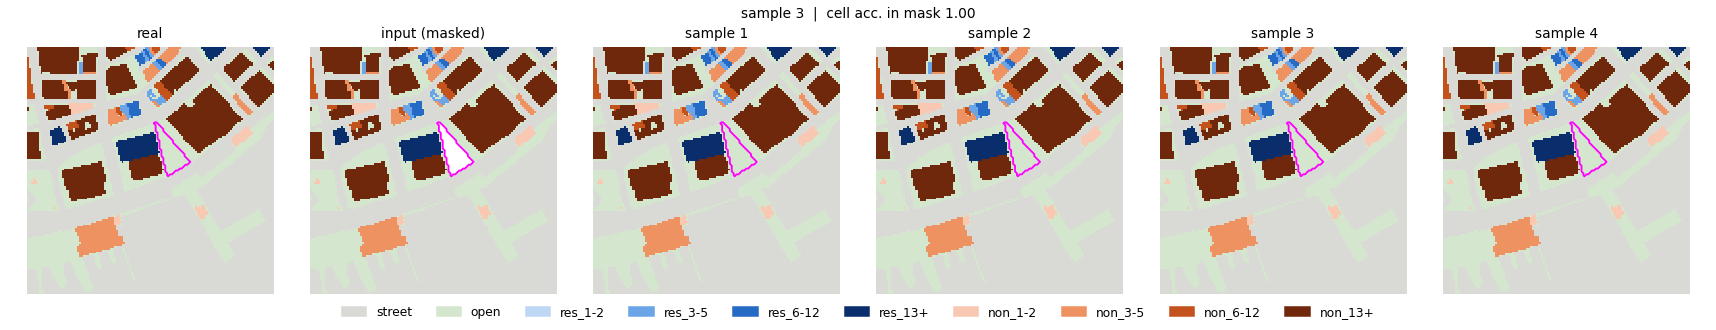 sample 3 | cell acc. in mask 1.00
real
input (masked)
sample 1
sample 2
sample 3
sample 4
street
open
res_1-2
res_3-5
res_6-12
res_13+
non_1-2
non_3-5
non_6-12
non_13+